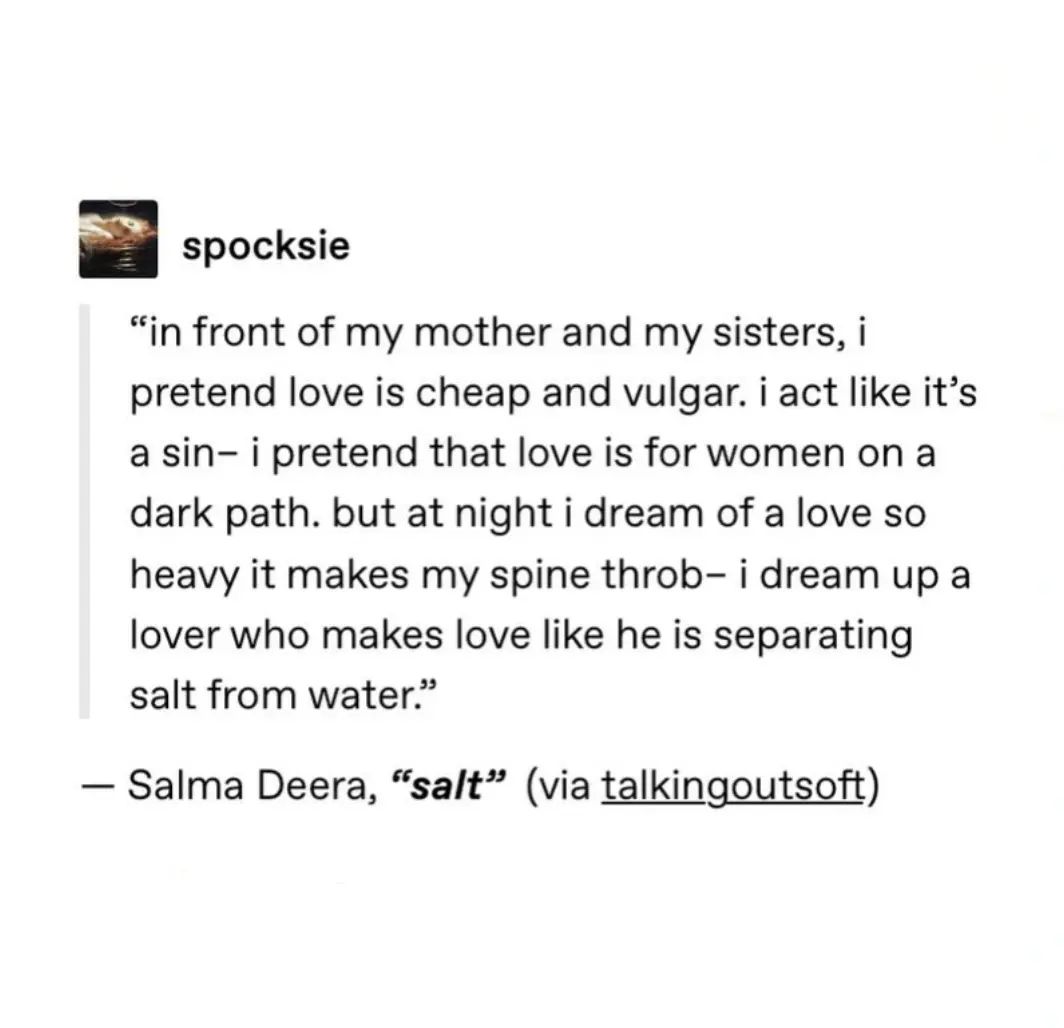 spocksie
“in front of my mother and my sisters, i
pretend love is cheap and vulgar. i act like it’s
a sin– i pretend that love is for women on a
dark path. but at night i dream of a love so
heavy it makes my spine throb– i dream up a
lover who makes love like he is separating
salt from water.”
— Salma Deera, “salt” (via talkingoutsoft)